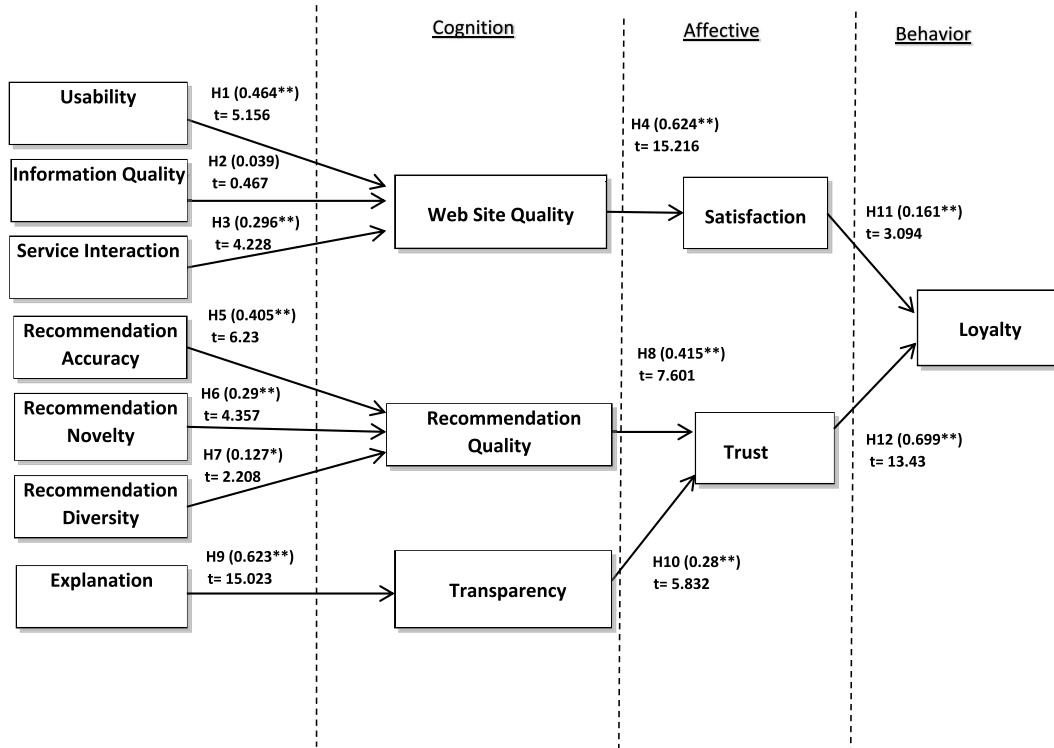 Cognition
Affective
Behavior
Usability
H1 (0.464**)
t= 5.156
H4 (0.624**)
t= 15.216
Information Quality
H2 (0.039)
t= 0.467
Web Site Quality
Satisfaction
H11 (0.161**)
t= 3.094
Service Interaction
H3 (0.296**)
t= 4.228
Recommendation
Accuracy
H5 (0.405**)
t= 6.23
Loyalty
H8 (0.415**)
t= 7.601
Recommendation
Novelty
H6 (0.29**)
t= 4.357
Recommendation
Quality
Trust
H12 (0.699**)
t= 13.43
H7 (0.127*)
t= 2.208
Recommendation
Diversity
Explanation
H9 (0.623**)
t= 15.023
Transparency
H10 (0.28**)
t= 5.832